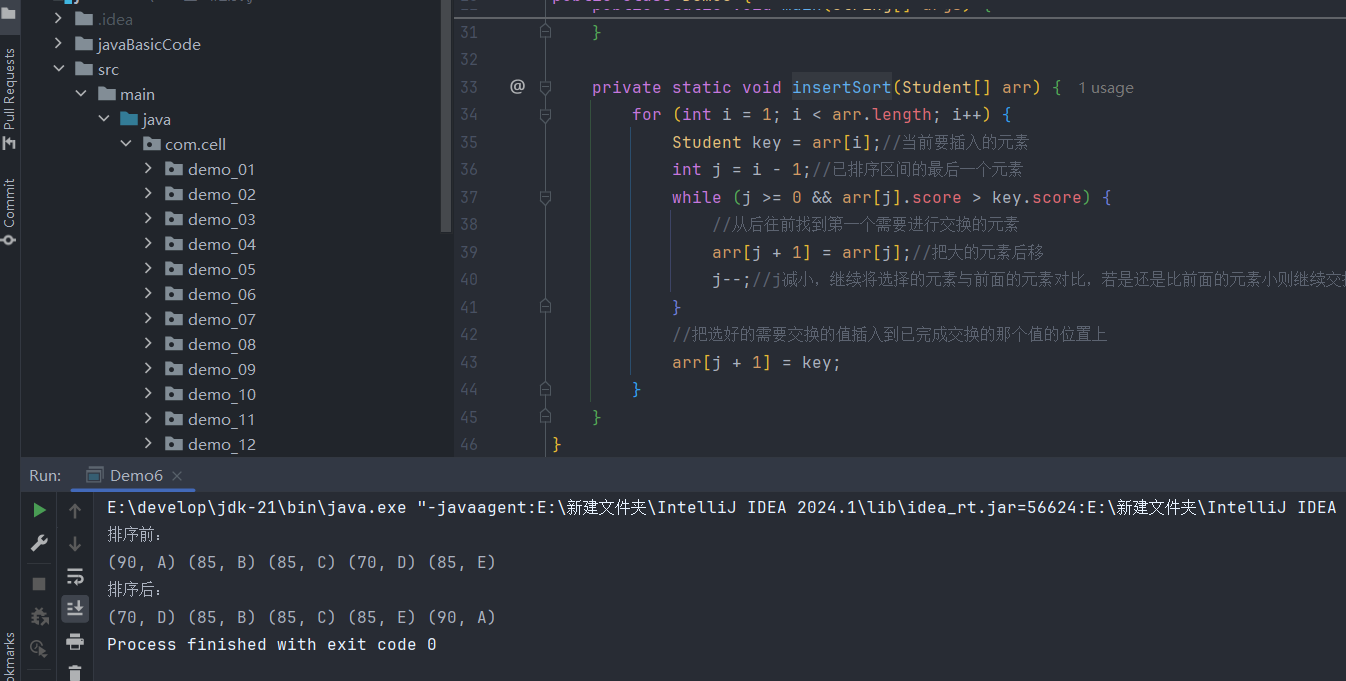 .idea
javaBasicCode
src
main
java
com.cell
demo_01
demo_02
demo_03
demo_04
demo_05
demo_06
demo_07
demo_08
demo_09
demo_10
demo_11
demo_12
Pull Requests
Commit
31 }
32
33 @ private static void insertSort(Student[] arr) { 1 usage
34 for (int i = 1; i < arr.length; i++) {
35 Student key = arr[i];//当前要插入的元素
36 int j = i - 1;//已排序区间的最后一个元素
37 while (j >= 0 && arr[j].score > key.score) {
38 //从后往前找到第一个需要进行交换的元素
39 arr[j + 1] = arr[j];//把大的元素后移
40 j--;//j减小，继续将选择的元素与前面的元素对比，若是还是比前面的元素小则继续交
41 }
42 //把选好的需要交换的值插入到已完成交换的那个值的位置上
43 arr[j + 1] = key;
44 }
45 }
46 }
Run: Demo6
E:\develop\jdk-21\bin\java.exe "-javaagent:E:\新建文件夹\IntelliJ IDEA 2024.1\lib\idea_rt.jar=56624:E:\新建文件夹\IntelliJ IDEA
排序前：
(90, A) (85, B) (85, C) (70, D) (85, E)
排序后：
(70, D) (85, B) (85, C) (85, E) (90, A)
Process finished with exit code 0
okmarks